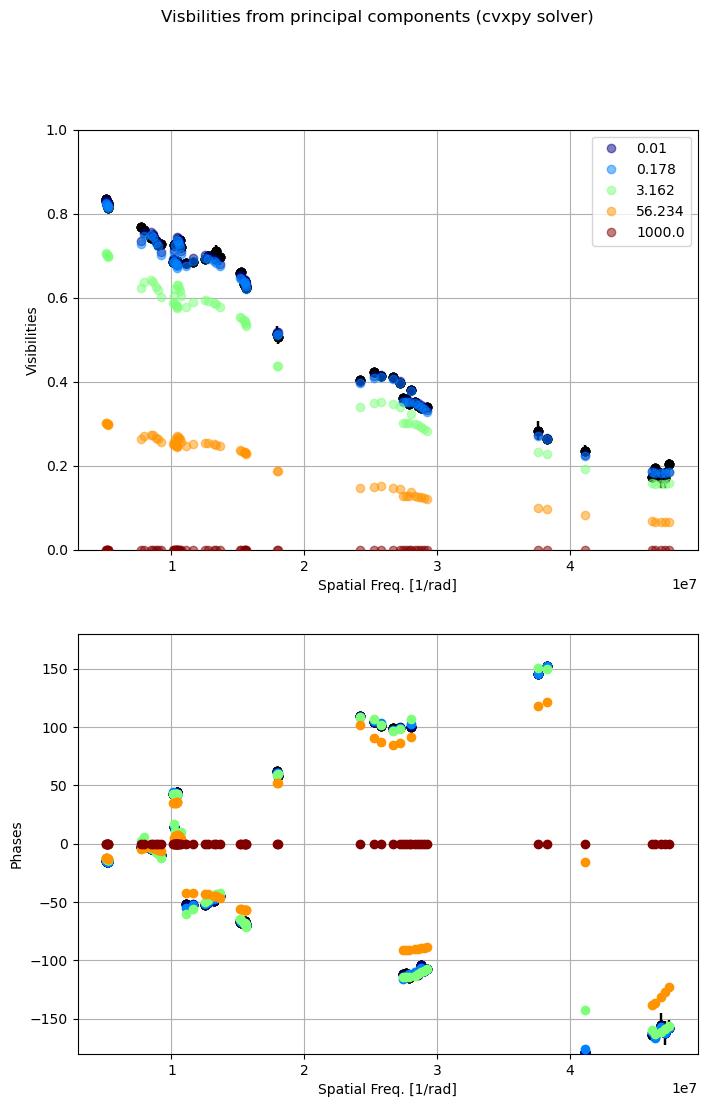 Visbilities from principal components (cvxpy solver)
1.0
0.8
0.6
0.4
0.2
0.0
Visibilities
0.01
0.178
3.162
56.234
1000.0
1 2 3 4
Spatial Freq. [1/rad]
1e7
150
100
50
0
−50
−100
−150
Phases
1 2 3 4
Spatial Freq. [1/rad]
1e7